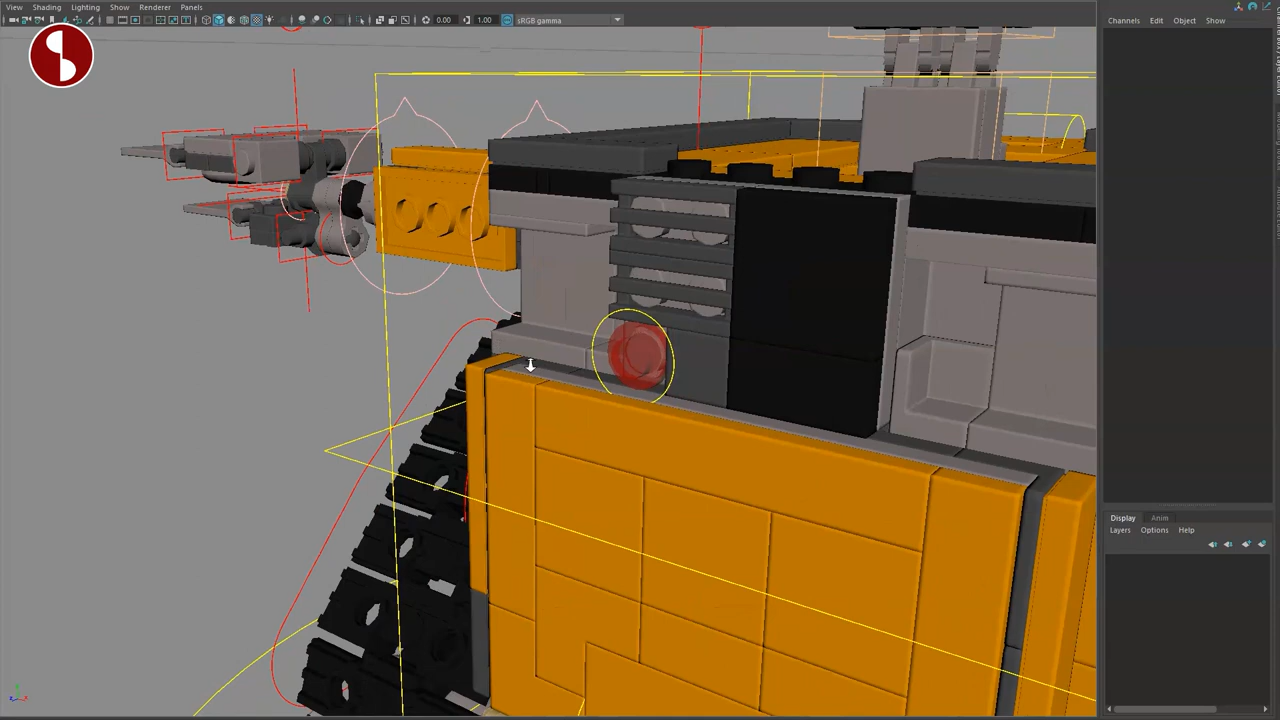 View Shading Lighting Show Renderer Panels
0.00 1.00 sRGB gamma
Channels Edit Object Show
Display Anim
Layers Options Help